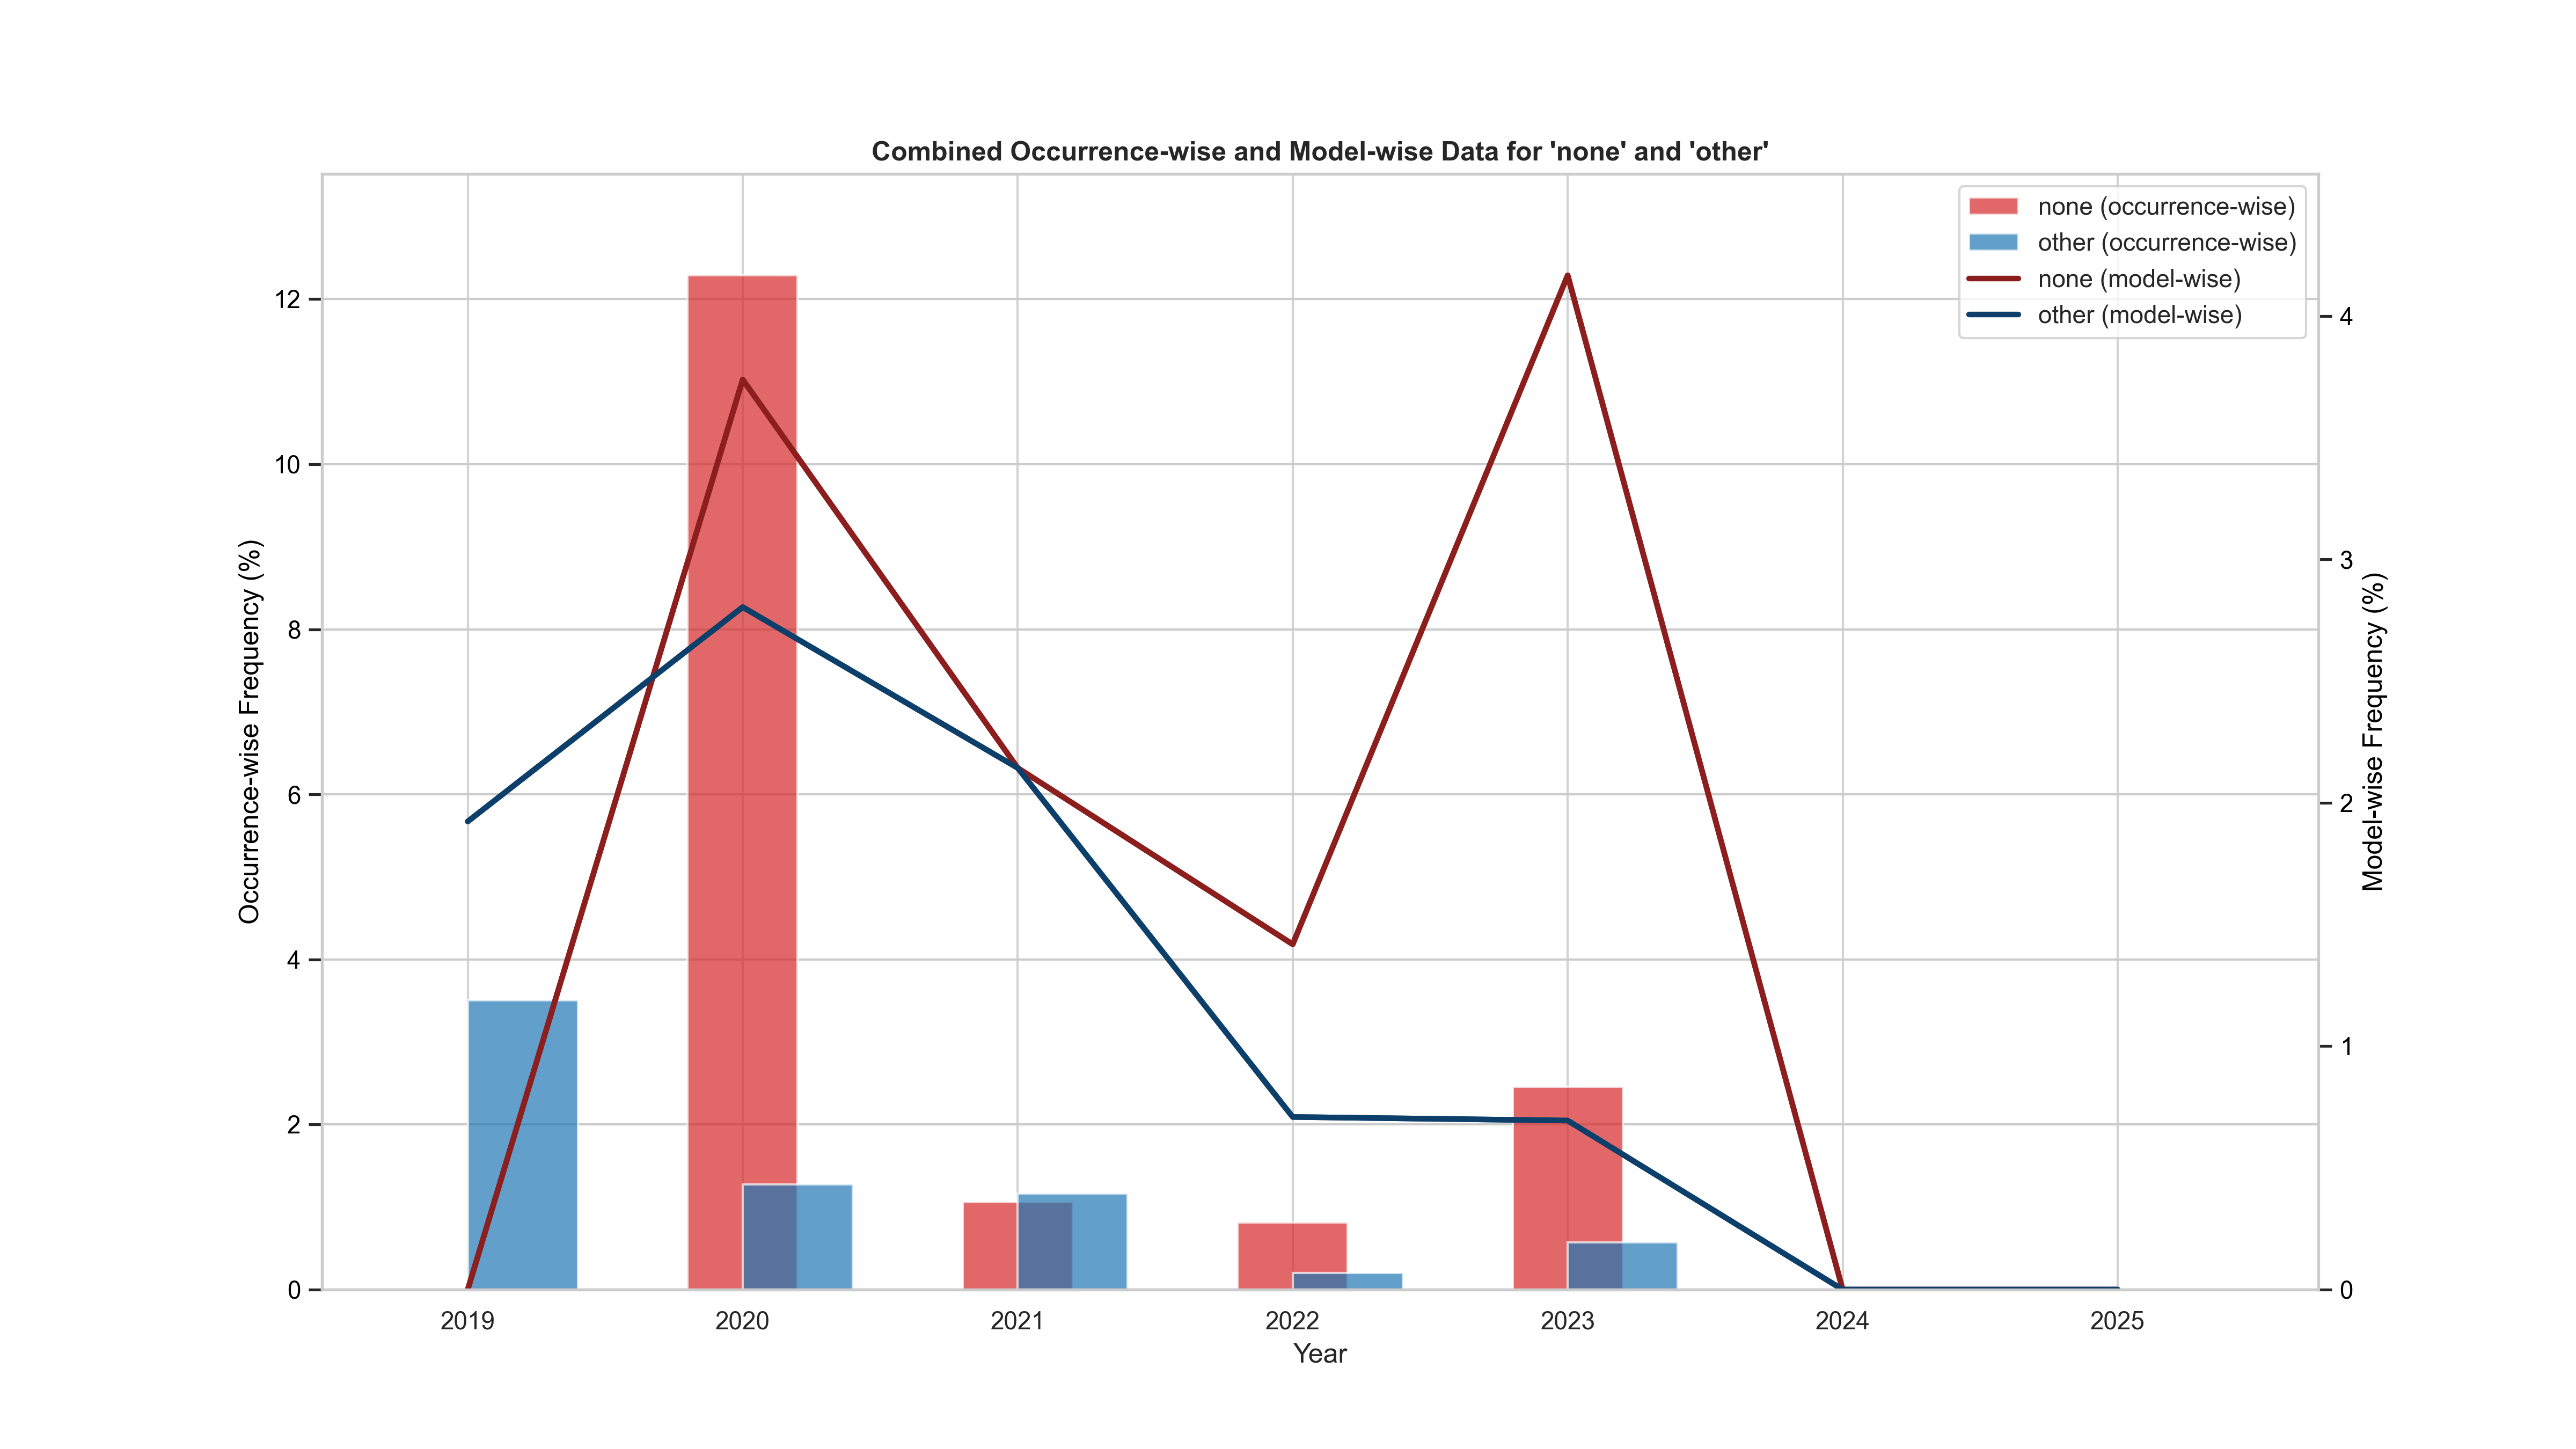 Combined Occurrence-wise and Model-wise Data for 'none' and 'other'
none (occurrence-wise)
other (occurrence-wise)
none (model-wise)
other (model-wise)
Occurrence-wise Frequency (%)
12
10
8
6
4
2
0
Model-wise Frequency (%)
4
3
2
1
0
2019 2020 2021 2022 2023 2024 2025
Year